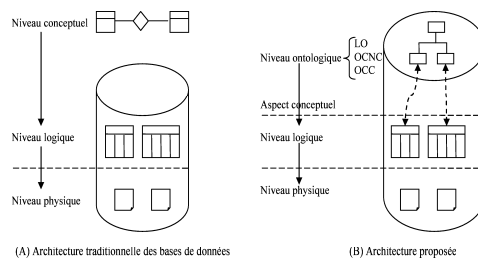 Niveau conceptuel
Niveau logique
Niveau physique
(A) Architecture traditionnelle des bases de données
Niveau ontologique
LO
OCNC
OCC
Aspect conceptuel
Niveau logique
Niveau physique
(B) Architecture proposée